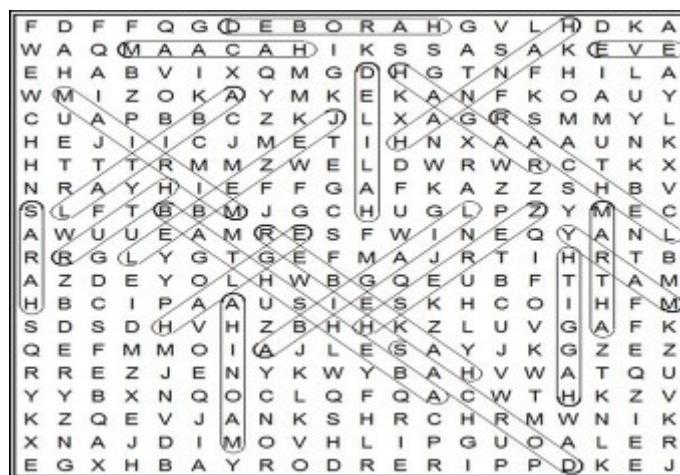 F D F F Q G D E B O R A H G V L H D K A
W A Q M A A C A H I K S S A S A K E V E
E H A B V I X Q M G D H G T N F H I L A
W M I Z O K A Y M K E K A N F K O A U Y
C U A P B B C Z K J L X A G R S M M Y L
H E J I I C J M E T I H N X A A A U N K
H T T T R M M Z W E L D W R W R C T K X
N R A Y H I E F F G A F K A Z Z S H B V
S L F T B B M J G C H U G L P Z Y M E C
A W U U E A M R E S F W I N E Q Y A N L
R R G L Y G T G E F M A J R T I H R T B
A Z D E Y O L H W B G Q E U B F T T A M
H B C I P A A U S I E S K H C O I H F M
S D S D H V H Z B H H K Z L U V G A F K
Q E F M M O I A J L E S A Y J K G Z E Z
R R E Z J E N Y K W Y B A H V W A T Q U
Y Y B X N Q O C L Q F Q A C W T H K Z V
K Z Q E V J A N K S H R C H R M W N I K
X N A J D I M O V H L I P G U O A L E R
E G X H B A Y R O D R E R I P P D K E J